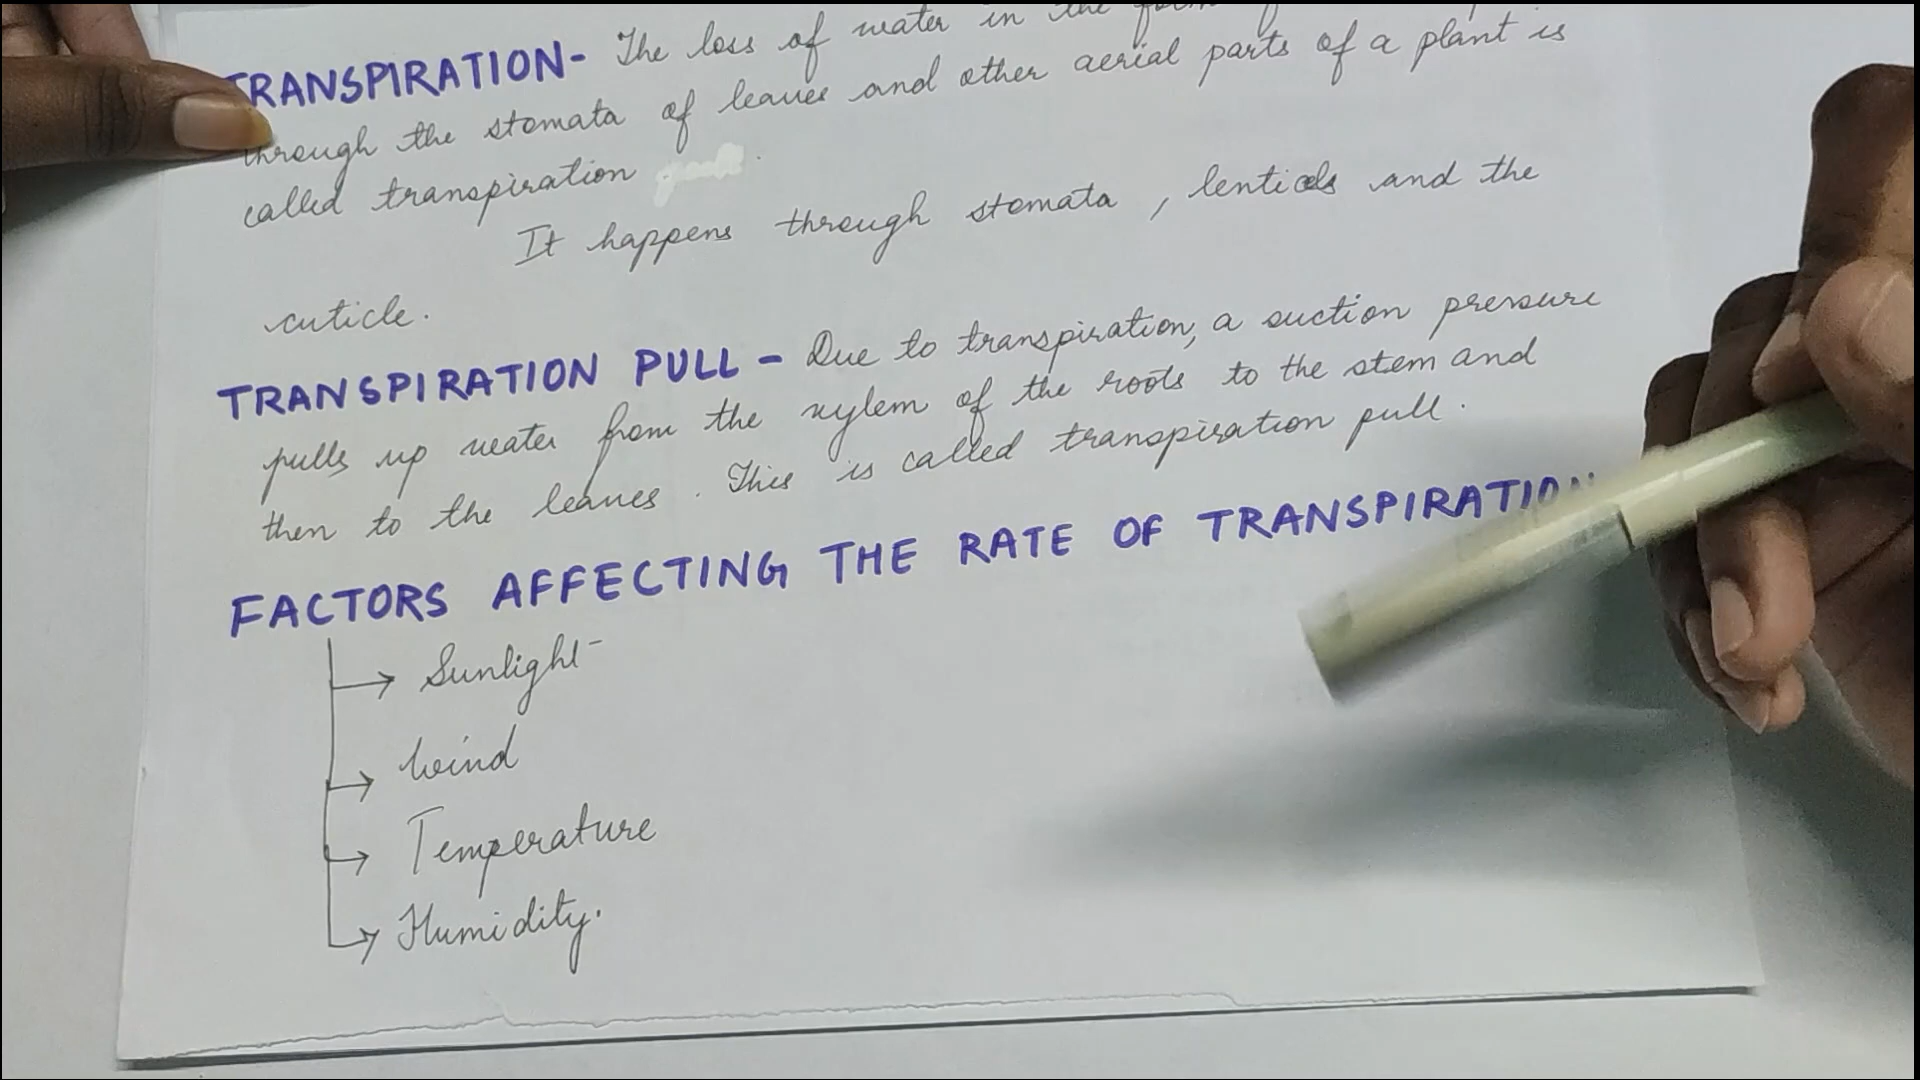 TRANSPIRATION- The loss of water in the form
through the stomata of leaves and other aerial parts of a plant is
called transpiration
It happens through stomata, lenticels and the
cuticle.
TRANSPIRATION PULL - Due to transpiration, a suction pressure
pulls up water from the xylem of the roots to the stem and
then to the leaves. This is called transpiration pull.
FACTORS AFFECTING THE RATE OF TRANSPIRATION
Sunlight-
Wind
Temperature
Humidity.